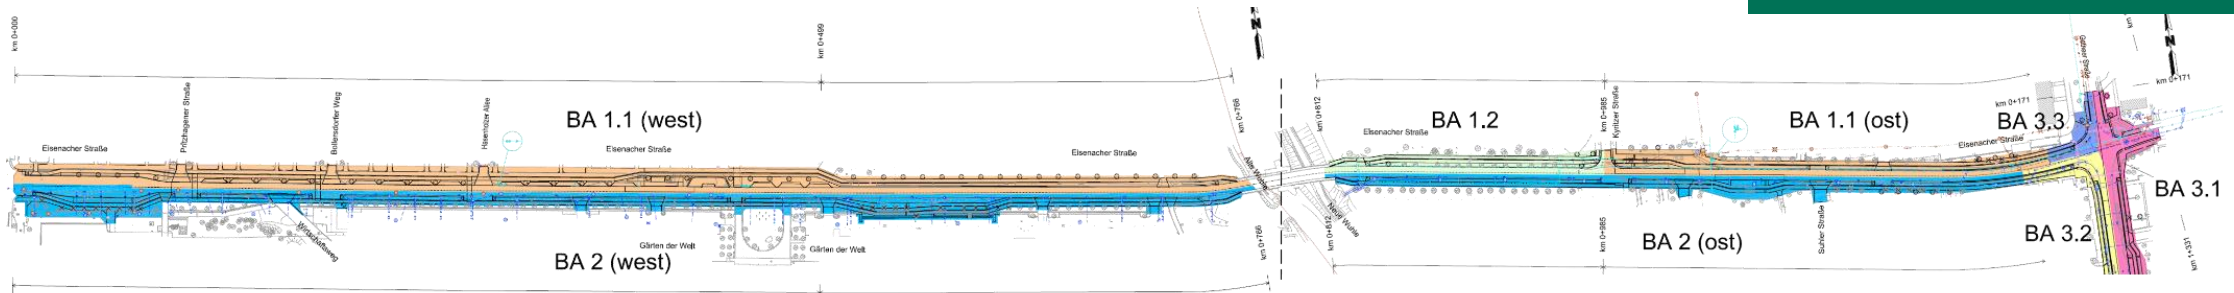 km 0+000
km 0+499
N
km 0+171
N
Gothaer Straße
km 0+171
Pritzhagener Straße
Bollensdorfer Weg
Hasenholzer Allee
BA 1.1 (west)
km 0+766
km 0+812
BA 1.2
km 0+985
Kyritzer Straße
BA 1.1 (ost)
BA 3.3
Eisenacher Straße
Eisenacher Straße
Eisenacher Straße
Eisenacher Straße
Eisenacher Straße
Alte Wuhle
Neue Wuhle
BA 3.1
Wirtschaftsweg
Gärten der Welt
Gärten der Welt
BA 2 (west)
km 0+766
km 0+812
km 0+985
BA 2 (ost)
Suhler Straße
BA 3.2
km 1+331